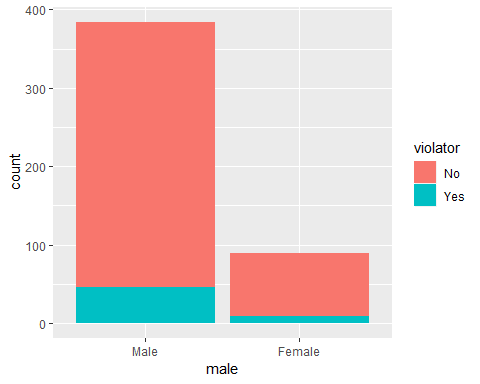 400
300
200
100
0
count
Male Female
male
violator
No
Yes